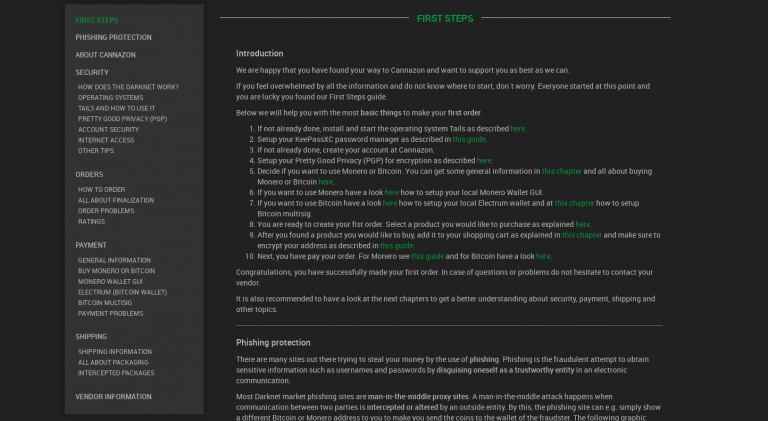 FIRST STEPS
PHISHING PROTECTION
ABOUT CANNAZON
SECURITY
HOW DOES THE DARKNET WORK?
OPERATING SYSTEMS
TAILS AND HOW TO USE IT
PRETTY GOOD PRIVACY (PGP)
ACCOUNT SECURITY
INTERNET ACCESS
OTHER TIPS
ORDERS
HOW TO ORDER
ALL ABOUT FINALIZATION
ORDER PROBLEMS
RATINGS
PAYMENT
GENERAL INFORMATION
BUY MONERO OR BITCOIN
MONERO WALLET GUI
ELECTRUM (BITCOIN WALLET)
BITCOIN MULTISIG
PAYMENT PROBLEMS
SHIPPING
SHIPPING INFORMATION
ALL ABOUT PACKAGING
INTERCEPTED PACKAGES
VENDOR INFORMATION
FIRST STEPS
Introduction
We are happy that you have found your way to Cannazon and want to support you as best as we can.
If you feel overwhelmed by all the information and do not know where to start, don´t worry. Everyone started at this point and
you are lucky you found our First Steps guide.
Below we will help you with the most basic things to make your first order.
1. If not already done, install and start the operating system Tails as described here.
2. Setup your KeePassXC password manager as described in this guide.
3. If not already done, create your account at Cannazon.
4. Setup your Pretty Good Privacy (PGP) for encryption as described here.
5. Decide if you want to use Monero or Bitcoin. You can get some general information in this chapter and all about buying
Monero or Bitcoin here.
6. If you want to use Monero have a look here how to setup your local Monero Wallet GUI.
7. If you want to use Bitcoin have a look here how to setup your local Electrum wallet and at this chapter how to setup
Bitcoin multisig.
8. You are ready to create your fist order. Select a product you would like to purchase as explained here.
9. After you found a product you would like to buy, add it to your shopping cart as explained in this chapter and make sure to
encrypt your address as described in this guide.
10. Next, you have pay your order. For Monero see this guide and for Bitcoin have a look here.
Congratulations, you have successfully made your first order. In case of questions or problems do not hesitate to contact your
vendor.
It is also recommended to have a look at the next chapters to get a better understanding about security, payment, shipping and
other topics.
Phishing protection
There are many sites out there trying to steal your money by the use of phishing. Phishing is the fraudulent attempt to obtain
sensitive information such as usernames and passwords by disguising oneself as a trustworthy entity in an electronic
communication.
Most Darknet market phishing sites are man-in-the-middle proxy sites. A man-in-the-middle attack happens when
communication between two parties is intercepted or altered by an outside entity. By this, the phishing site can e.g. simply show
a different Bitcoin or Monero address to you to make you send the coins to the wallet of the fraudster. The following graphic